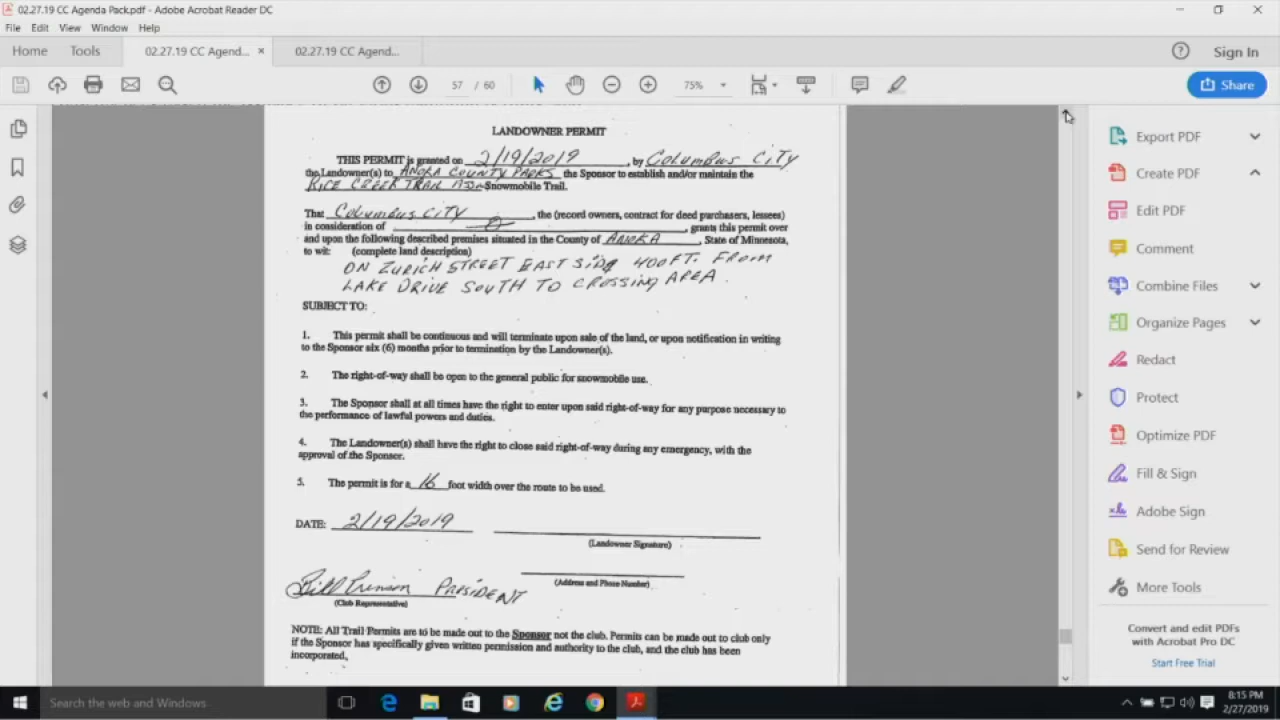 02.27.19 CC Agenda Pack.pdf - Adobe Acrobat Reader DC
File Edit View Window Help
Home Tools 02.27.19 CC Agend... × 02.27.19 CC Agend... Sign In
57 / 60 75% Share
LANDOWNER PERMIT
THIS PERMIT is granted on 2/19/2019, by COLUMBUS CITY
the Landowner(s) to ANOKA COUNTY PARKS the Sponsor to establish and/or maintain the
RICE CREEK TRAIL Snowmobile Trail.
That COLUMBUS CITY, the (record owners, contract for deed purchasers, lessees)
in consideration of , grants this permit over
and upon the following described premises situated in the County of ANOKA, State of Minnesota,
to wit: (complete land description)
ON ZURICH STREET EAST SIDE 400FT. FROM
LAKE DRIVE SOUTH TO CROSSING AREA.
SUBJECT TO:
1. This permit shall be continuous and will terminate upon sale of the land, or upon notification in writing
to the Sponsor six (6) months prior to termination by the Landowner(s).
2. The right-of-way shall be open to the general public for snowmobile use.
3. The Sponsor shall at all times have the right to enter upon said right-of-way for any purpose necessary to
the performance of lawful powers and duties.
4. The Landowner(s) shall have the right to close said right-of-way during any emergency, with the
approval of the Sponsor.
5. The permit is for a 16 foot width over the route to be used.
DATE: 2/19/2019
(Landowner Signature)
(Address and Phone Number)
Bill PRESIDENT
(Club Representative)
NOTE: All Trail Permits are to be made out to the Sponsor not the club. Permits can be made out to club only
if the Sponsor has specifically given written permission and authority to the club, and the club has been
incorporated.
Export PDF
Create PDF
Edit PDF
Comment
Combine Files
Organize Pages
Redact
Protect
Optimize PDF
Fill & Sign
Adobe Sign
Send for Review
More Tools
Convert and edit PDFs
with Acrobat Pro DC
Start Free Trial
Search the web and Windows
8:15 PM
2/27/2019